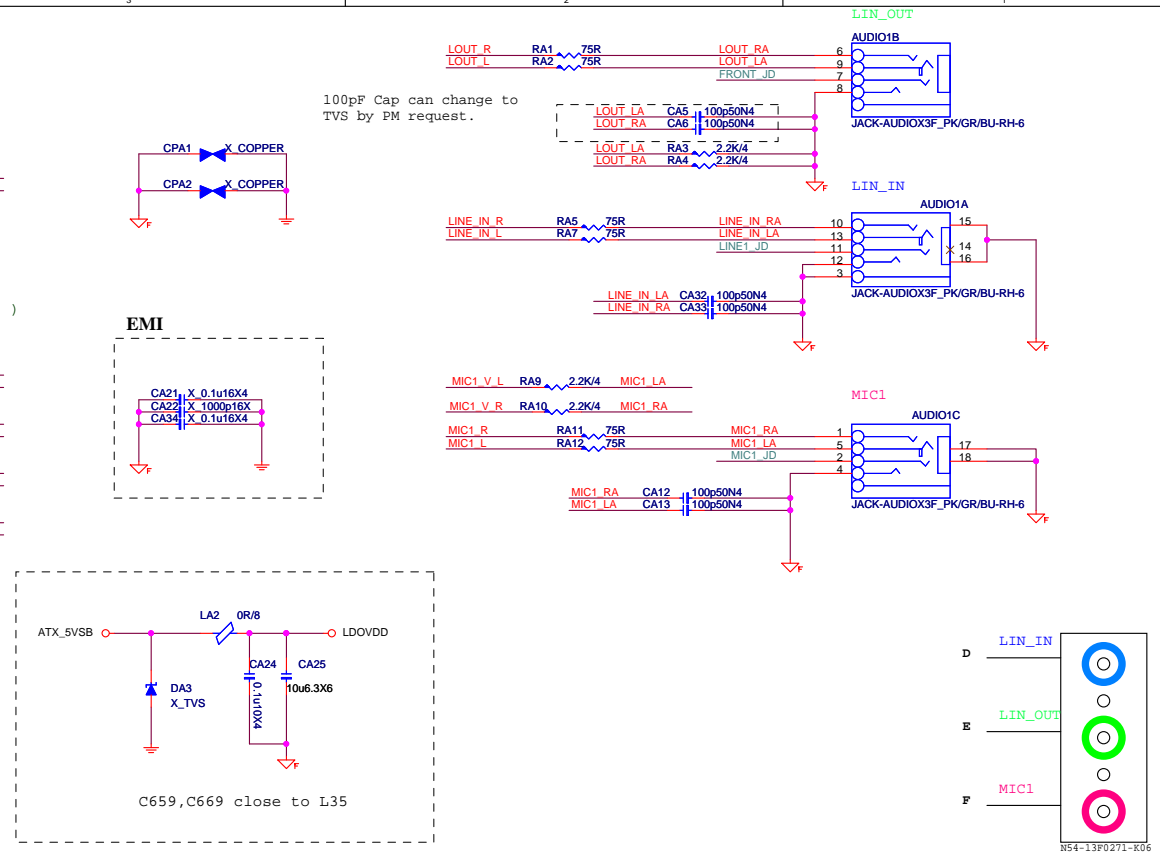 3
2
LIN_OUT
AUDIO1B
LOUT_R RA1 75R LOUT_RA 6
LOUT_L RA2 75R LOUT_LA 9
FRONT_JD 7
8
100pF Cap can change to
TVS by PM request.
LOUT_LA CA5 100p50N4
LOUT_RA CA6 100p50N4
JACK-AUDIOX3F_PK/GR/BU-RH-6
LOUT_LA RA3 2.2K/4
LOUT_RA RA4 2.2K/4
F
CPA1 X_COPPER
CPA2 X_COPPER
F
LIN_IN
AUDIO1A
LINE_IN_R RA5 75R LINE_IN_RA 10 15
LINE_IN_L RA7 75R LINE_IN_LA 13
LINE1_JD 11 14
12 16
3
LINE_IN_LA CA32 100p50N4
LINE_IN_RA CA33 100p50N4
JACK-AUDIOX3F_PK/GR/BU-RH-6
F
F
)
EMI
CA21 X_0.1u16X4
CA22 X_1000p16X
CA34 X_0.1u16X4
F
MIC1_V_L RA9 2.2K/4 MIC1_LA
MIC1_V_R RA10 2.2K/4 MIC1_RA
MIC1
AUDIO1C
MIC1_R RA11 75R MIC1_RA 1
MIC1_L RA12 75R MIC1_LA 5 17
MIC1_JD 2 18
4
MIC1_RA CA12 100p50N4
MIC1_LA CA13 100p50N4
JACK-AUDIOX3F_PK/GR/BU-RH-6
F
F
LA2 0R/8
ATX_5VSB LDOVDD
CA24 CA25
DA3 0.1u10X4 10u6.3X6
X_TVS
F
C659,C669 close to L35
D LIN_IN
E LIN_OUT
F MIC1
N54-13F0271-K06